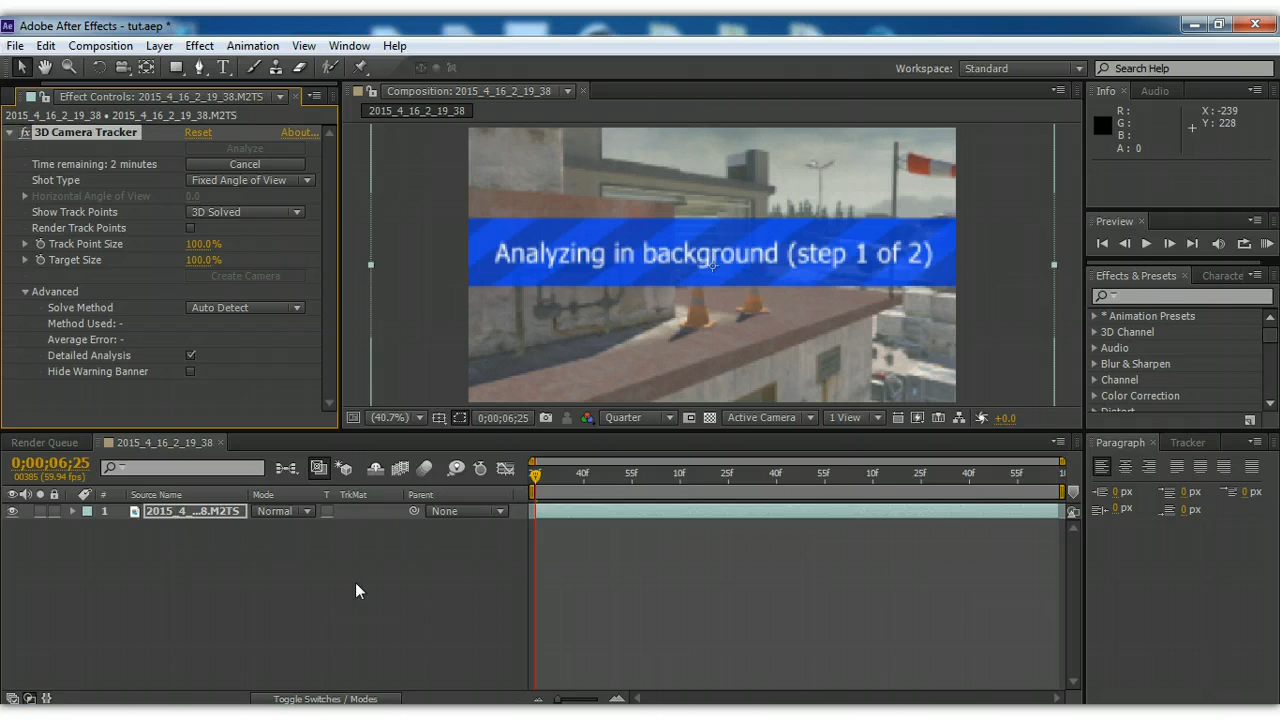 Adobe After Effects - tut.aep *
File Edit Composition Layer Effect Animation View Window Help
Workspace: Standard Search Help
Effect Controls: 2015_4_16_2_19_38.M2TS
2015_4_16_2_19_38 • 2015_4_16_2_19_38.M2TS
fx 3D Camera Tracker Reset About...
Analyze
Time remaining: 2 minutes Cancel
Shot Type Fixed Angle of View
Horizontal Angle of View 0.0
Show Track Points 3D Solved
Render Track Points
Track Point Size 100.0%
Target Size 100.0%
Create Camera
Advanced
Solve Method Auto Detect
Method Used: -
Average Error: -
Detailed Analysis
Hide Warning Banner
Composition: 2015_4_16_2_19_38
2015_4_16_2_19_38
Analyzing in background (step 1 of 2)
(40.7%) 0;00;06;25 Quarter Active Camera 1 View +0.0
Info Audio
R: X: -239
G: Y: 228
B:
A: 0
Preview
Effects & Presets Characte
* Animation Presets
3D Channel
Audio
Blur & Sharpen
Channel
Color Correction
Distort
Render Queue 2015_4_16_2_19_38
0;00;06;25
00385 (59.94 fps)
40f 55f 10f 25f 40f 55f 10f 25f 40f 55f
# Source Name Mode T TrkMat Parent
1 2015_4_...8.M2TS Normal None
Toggle Switches / Modes
Paragraph Tracker
0 px 0 px 0 px
0 px 0 px